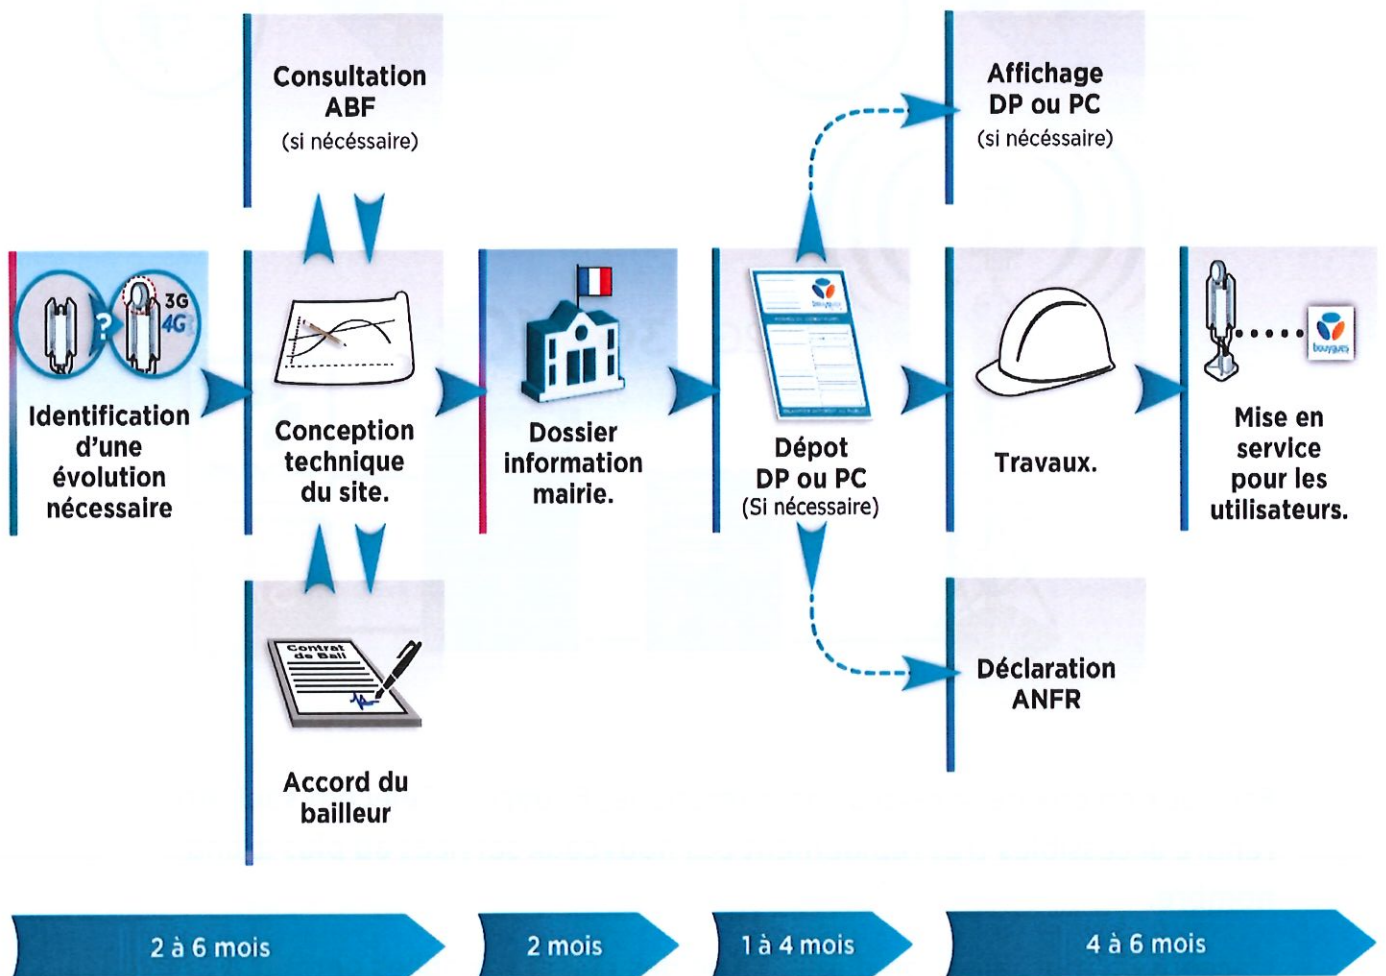 Consultation
ABF
(si nécéssaire)
Affichage
DP ou PC
(si nécéssaire)
?
3G
4G
Identification
d'une
évolution
nécessaire
Conception
technique
du site.
Dossier
information
mairie.
Dépot
DP ou PC
(Si nécessaire)
Travaux.
bouygues
Mise en
service
pour les
utilisateurs.
Contrat
de Bail
Accord du
bailleur
Déclaration
ANFR
2 à 6 mois
2 mois
1 à 4 mois
4 à 6 mois